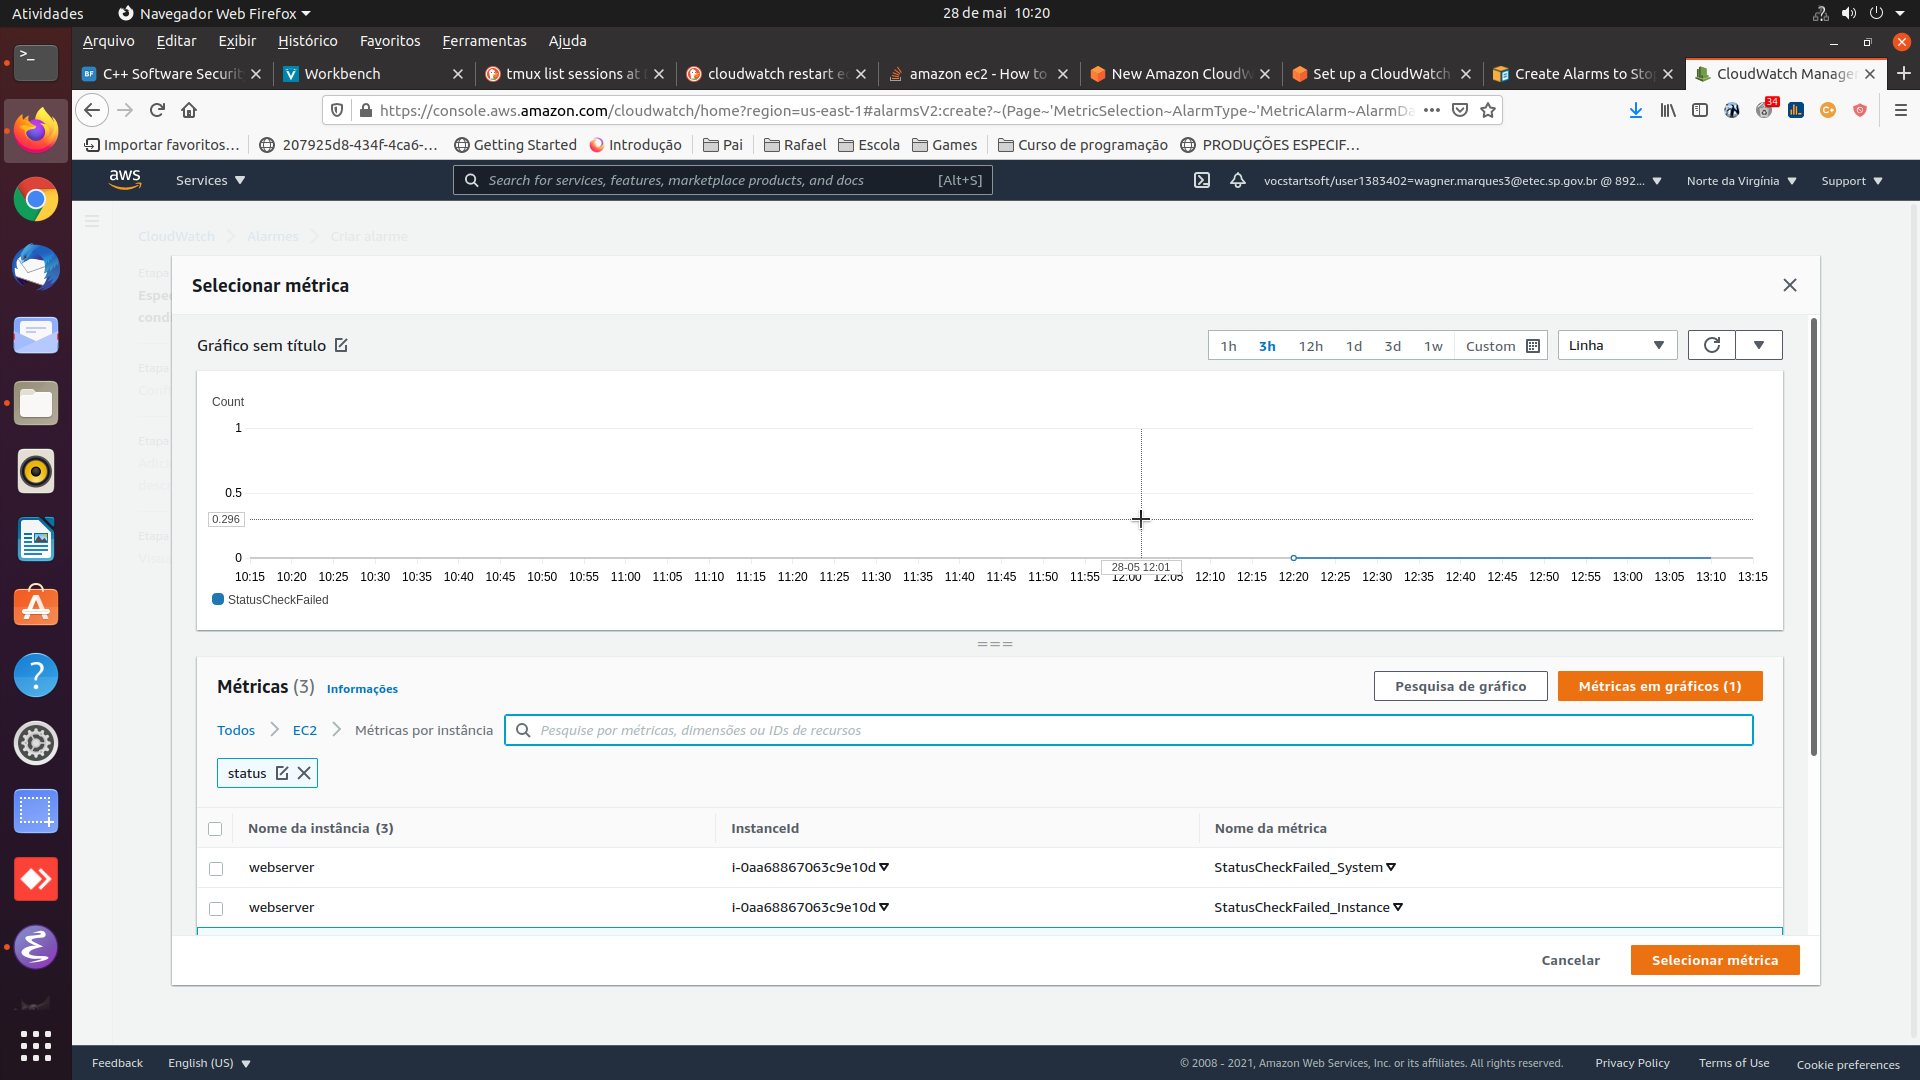 Atividades
Navegador Web Firefox
28 de mai 10:20
Arquivo Editar Exibir Histórico Favoritos Ferramentas Ajuda
C++ Software Securit
Workbench
tmux list sessions at
cloudwatch restart e
amazon ec2 - How to
New Amazon CloudW
Set up a CloudWatch
Create Alarms to Sto
CloudWatch Manage
https://console.aws.amazon.com/cloudwatch/home?region=us-east-1#alarmsV2:create?~(Page~'MetricSelection~AlarmType~'MetricAlarm~AlarmDa
34
Importar favoritos…
207925d8-434f-4ca6-…
Getting Started
Introdução
Pai
Rafael
Escola
Games
Curso de programação
PRODUÇÕES ESPECIF…
aws
Services
Search for services, features, marketplace products, and docs
[Alt+S]
vocstartsoft/user1383402=wagner.marques3@etec.sp.gov.br @ 892...
Norte da Virgínia
Support
CloudWatch
Alarmes
Criar alarme
Etapa
Espe
cond
Etapa
Etapa
Etapa
Selecionar métrica
Gráfico sem título
1h 3h 12h 1d 3d 1w Custom
Linha
Count
1
0.5
0.296
0
28-05 12:01
10:15 10:20 10:25 10:30 10:35 10:40 10:45 10:50 10:55 11:00 11:05 11:10 11:15 11:20 11:25 11:30 11:35 11:40 11:45 11:50 11:55 12:00 12:05 12:10 12:15 12:20 12:25 12:30 12:35 12:40 12:45 12:50 12:55 13:00 13:05 13:10 13:15
StatusCheckFailed
Métricas (3)
Informações
Pesquisa de gráfico
Métricas em gráficos (1)
Todos
EC2
Métricas por instância
Pesquise por métricas, dimensões ou IDs de recursos
status
Nome da instância (3)
InstanceId
Nome da métrica
webserver
i-0aa68867063c9e10d
StatusCheckFailed_System
webserver
i-0aa68867063c9e10d
StatusCheckFailed_Instance
Cancelar
Selecionar métrica
Feedback
English (US)
© 2008 - 2021, Amazon Web Services, Inc. or its affiliates. All rights reserved.
Privacy Policy
Terms of Use
Cookie preferences